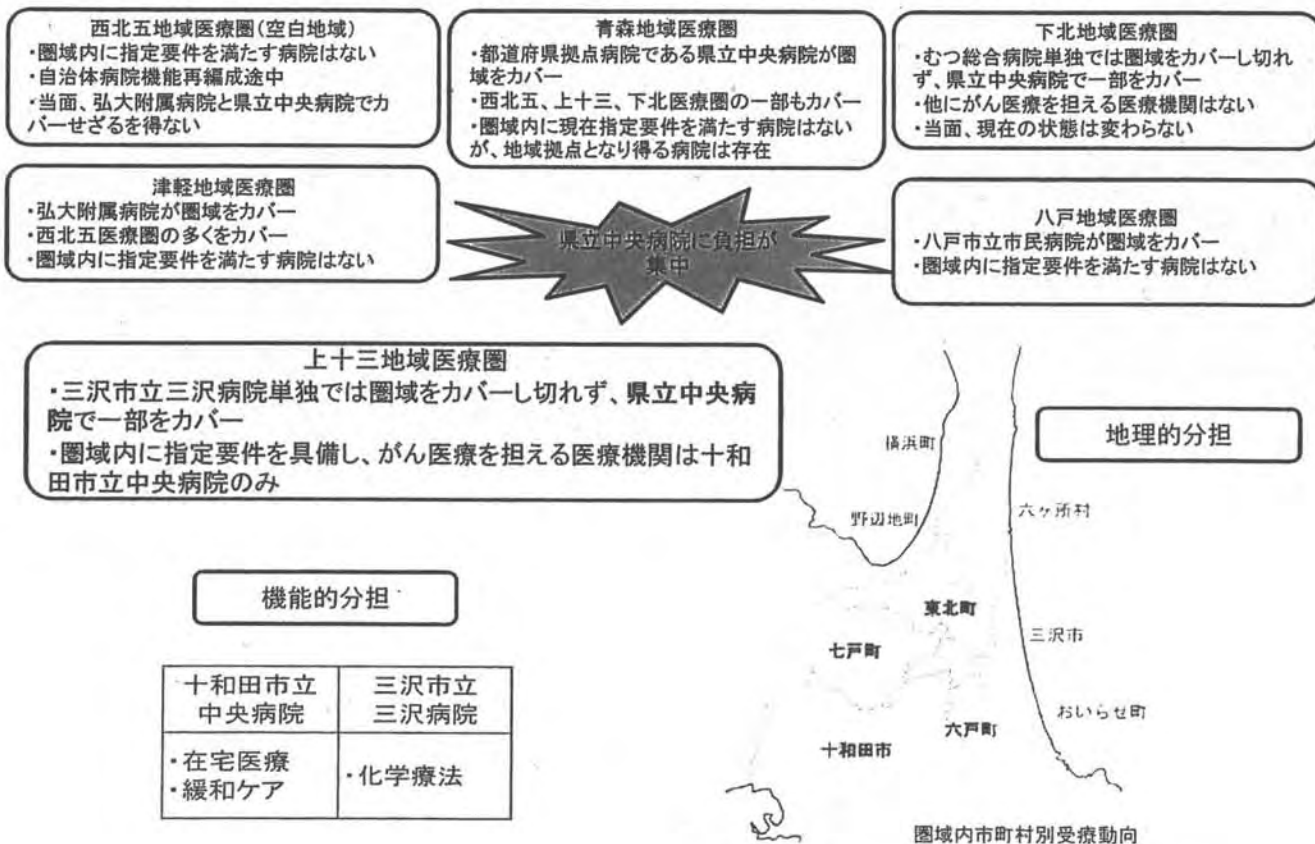 西北五地域医療圏(空白地域)
・圏域内に指定要件を満たす病院はない
・自治体病院機能再編成途中
・当面、弘大附属病院と県立中央病院でカ
バーせざるを得ない
青森地域医療圏
・都道府県拠点病院である県立中央病院が圏
域をカバー
・西北五、上十三、下北医療圏の一部もカバー
・圏域内に現在指定要件を満たす病院はない
が、地域拠点となり得る病院は存在
下北地域医療圏
・むつ総合病院単独では圏域をカバーし切れ
ず、県立中央病院で一部をカバー
・他にがん医療を担える医療機関はない
・当面、現在の状態は変わらない
津軽地域医療圏
・弘大附属病院が圏域をカバー
・西北五医療圏の多くをカバー
・圏域内に指定要件を満たす病院はない
県立中央病院に負担が
集中
八戸地域医療圏
・八戸市立市民病院が圏域をカバー
・圏域内に指定要件を満たす病院はない
上十三地域医療圏
・三沢市立三沢病院単独では圏域をカバーし切れず、県立中央病
院で一部をカバー
・圏域内に指定要件を具備し、がん医療を担える医療機関は十和
田市立中央病院のみ
地理的分担
横浜町
野辺地町
六ヶ所村
東北町
三沢市
七戸町
おいらせ町
六戸町
十和田市
圏域内市町村別受療動向
機能的分担
十和田市立
中央病院
三沢市立
三沢病院
・在宅医療
・緩和ケア
・化学療法